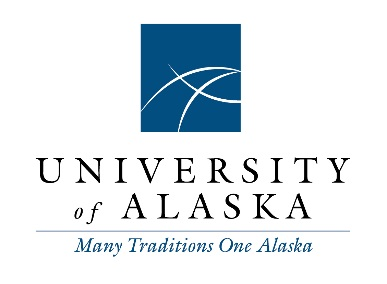 UNIVERSITY
of ALASKA
Many Traditions One Alaska